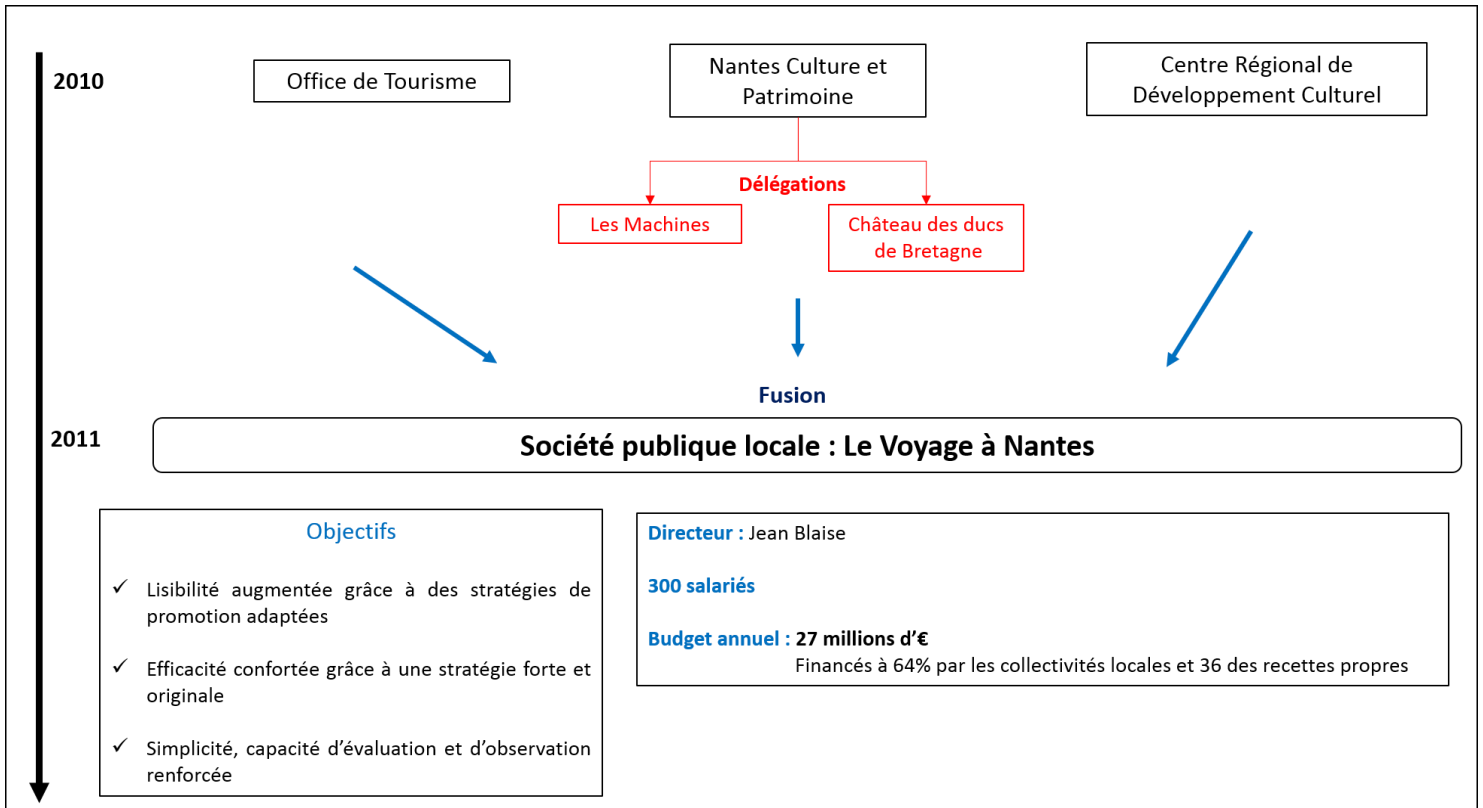 2010
Office de Tourisme
Nantes Culture et
Patrimoine
Centre Régional de
Développement Culturel
Délégations
Les Machines
Château des ducs
de Bretagne
Fusion
2011
Société publique locale : Le Voyage à Nantes
Objectifs
✓ Lisibilité augmentée grâce à des stratégies de
promotion adaptées
✓ Efficacité confortée grâce à une stratégie forte et
originale
✓ Simplicité, capacité d’évaluation et d’observation
renforcée
Directeur : Jean Blaise
300 salariés
Budget annuel : 27 millions d’€
Financés à 64% par les collectivités locales et 36 des recettes propres